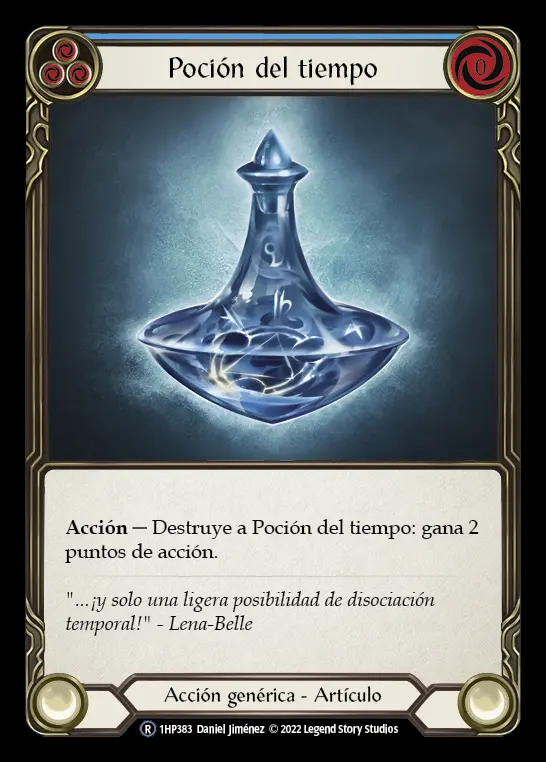 Poción del tiempo
0
Acción — Destruye a Poción del tiempo: gana 2
puntos de acción.
"...¡y solo una ligera posibilidad de disociación
temporal!" - Lena-Belle
Acción genérica - Artículo
R 1HP383 Daniel Jiménez © 2022 Legend Story Studios